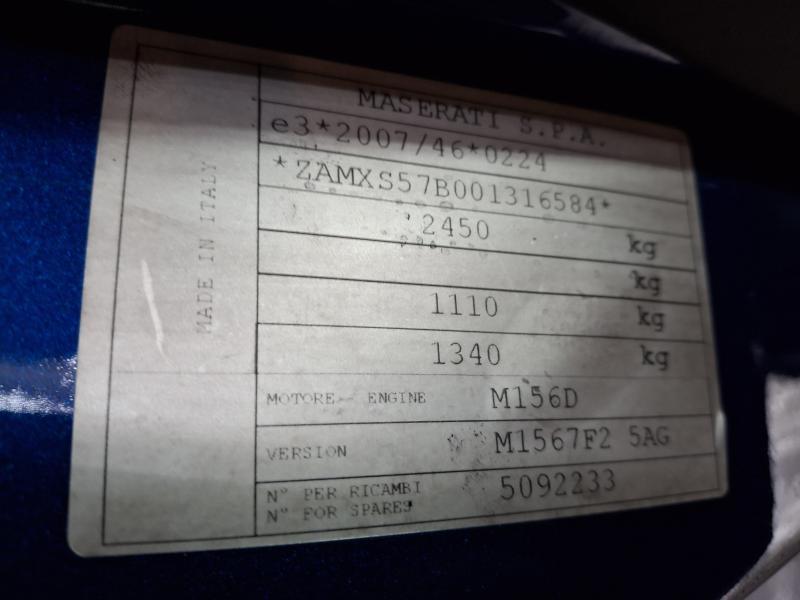 MASERATI S.P.A.
e3*2007/46*0224
*ZAMXS57B001316584*
2450 kg
kg
1110 kg
1340 kg
MADE IN ITALY
MOTORE - ENGINE M156D
VERSION M1567F2 5AG
N° PER RICAMBI
N° FOR SPARES 5092233